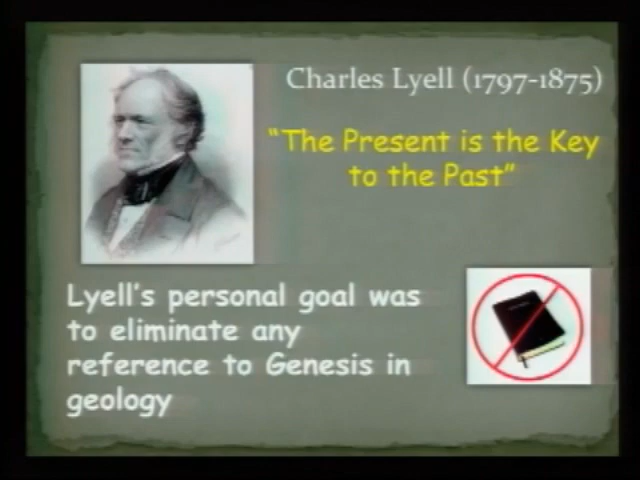 Charles Lyell (1797-1875)
“The Present is the Key
to the Past”
Lyell's personal goal was
to eliminate any
reference to Genesis in
geology